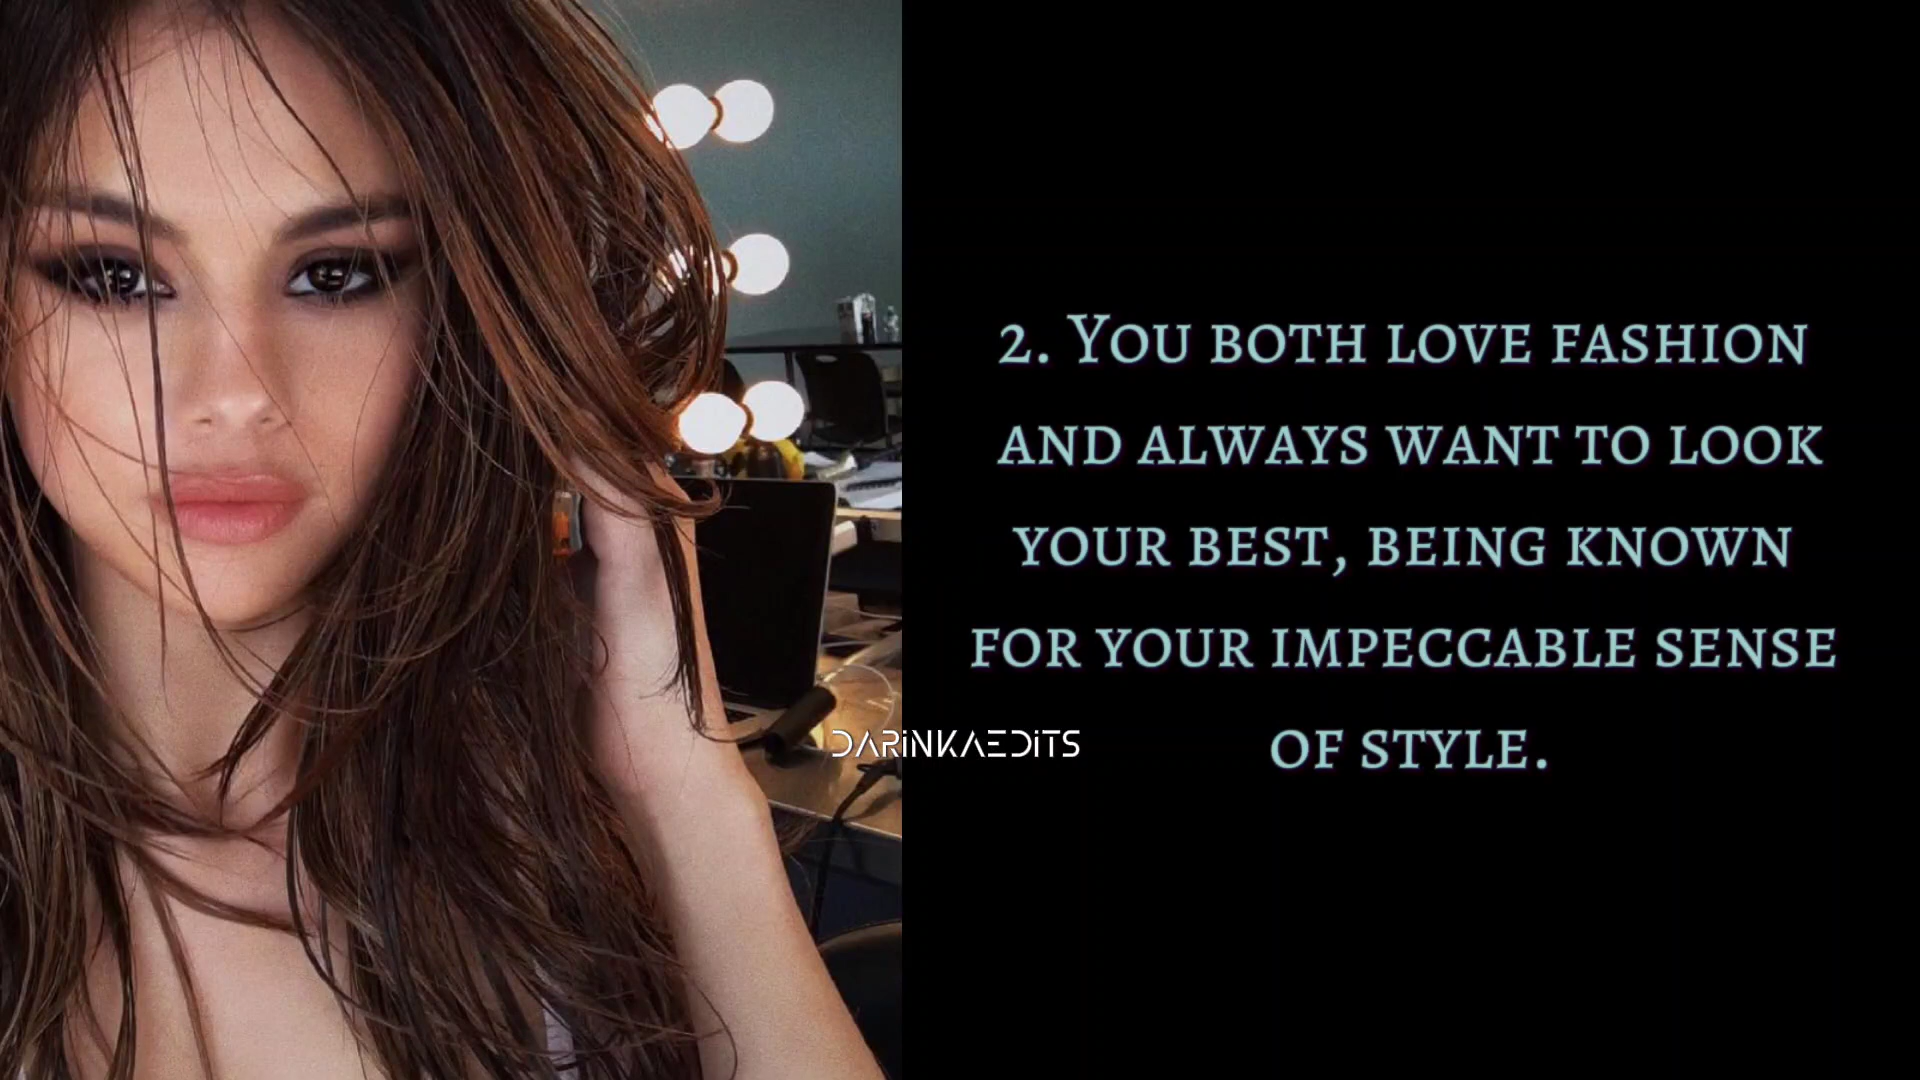 2. You both love fashion
and always want to look
your best, being known
for your impeccable sense
of style.
DARINKAEDITS